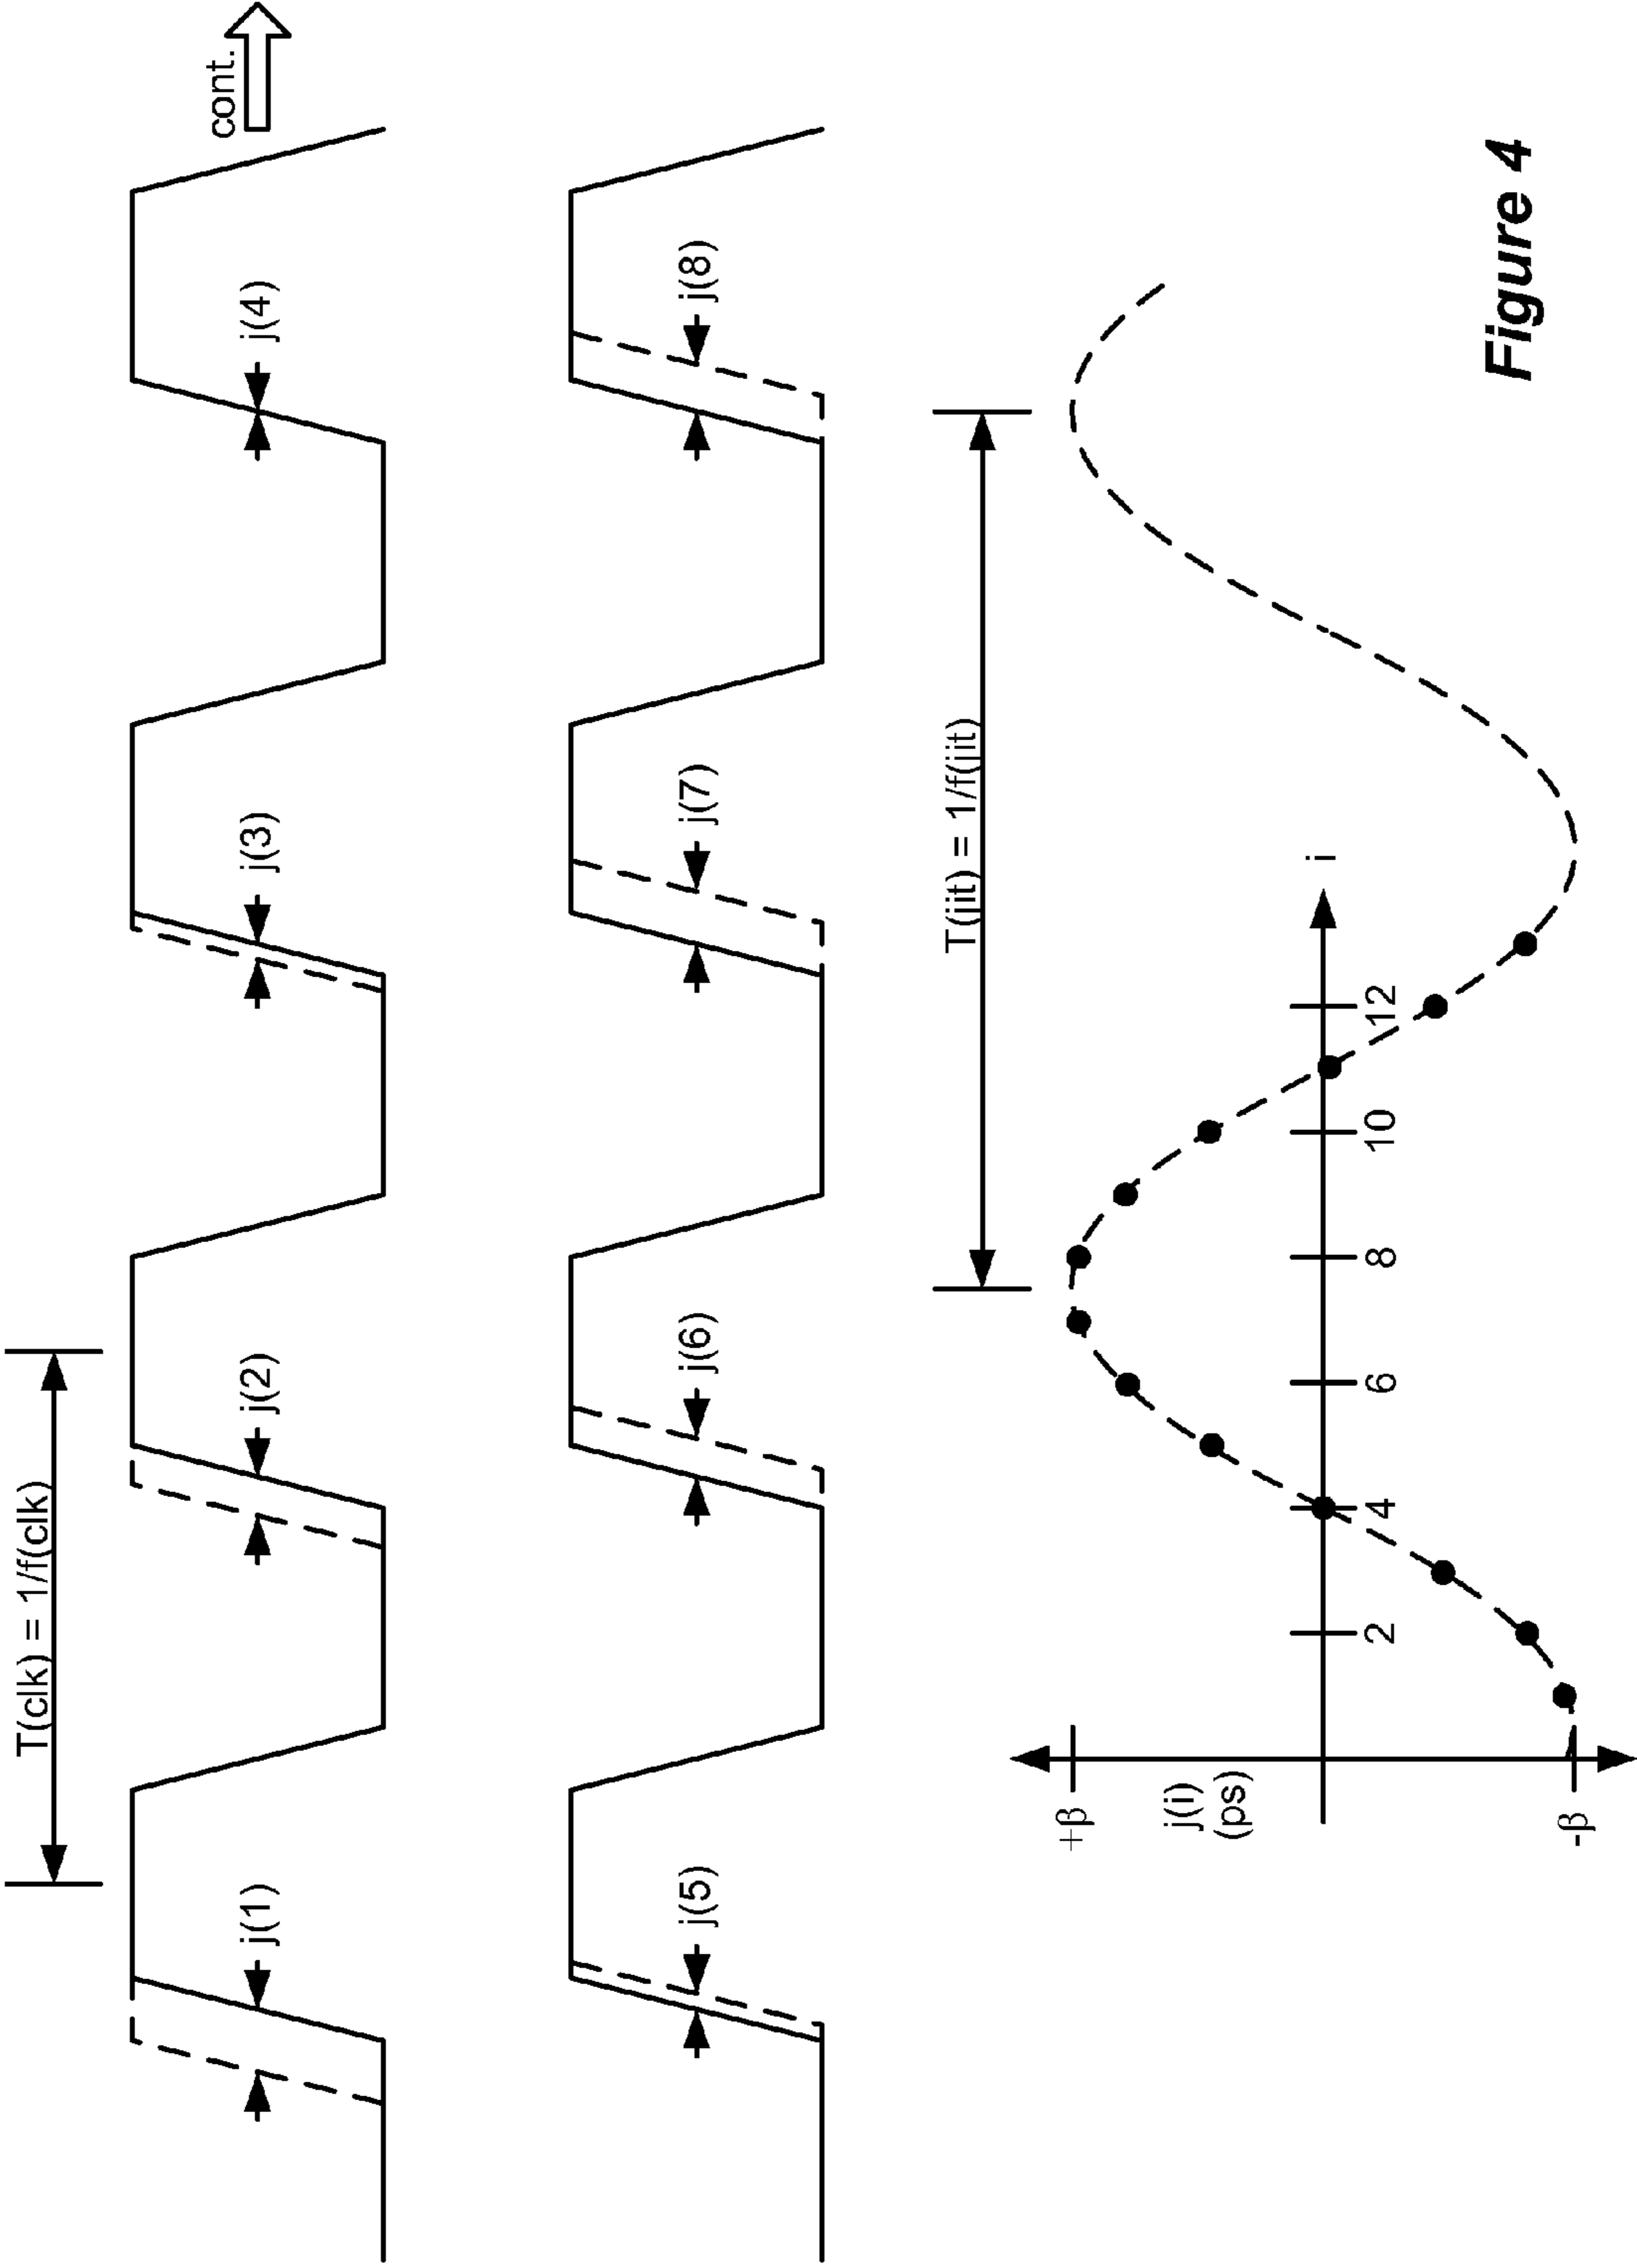 T(clk) = 1/f(clk)
cont.
j(1)
j(2)
j(3)
j(4)
j(5)
j(6)
j(7)
j(8)
T(jit) = 1/f(jit)
+β
j(i)
(ps)
-β
2
4
6
8
10
12
i
Figure 4